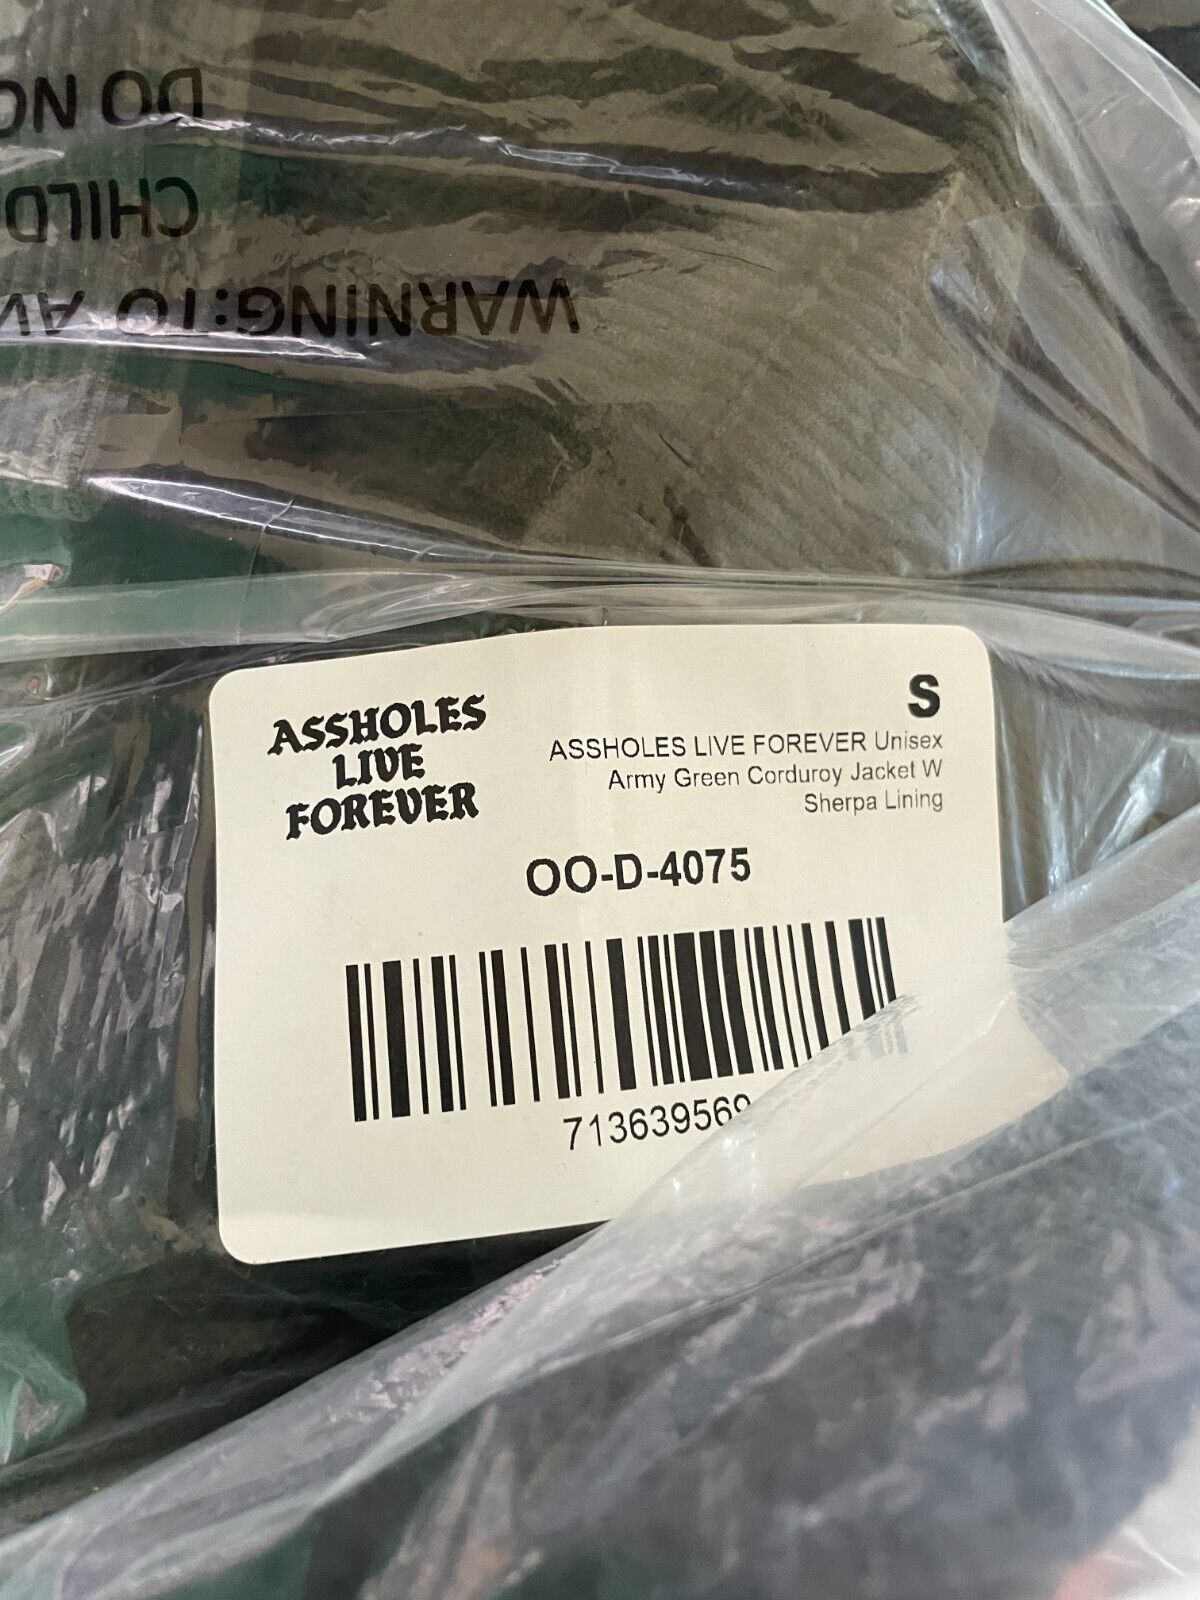 WARNING: TO AV
CHILD
DO NO
ASSHOLES
LIVE
FOREVER
S
ASSHOLES LIVE FOREVER Unisex
Army Green Corduroy Jacket W
Sherpa Lining
OO-D-4075
713639569